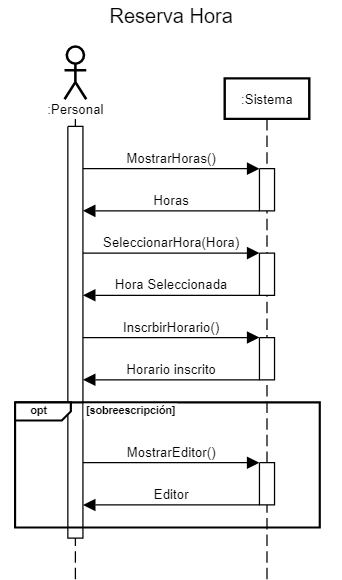 Reserva Hora
:Personal
:Sistema
MostrarHoras()
Horas
SeleccionarHora(Hora)
Hora Seleccionada
InscrbirHorario()
Horario inscrito
opt [sobreescripción]
MostrarEditor()
Editor